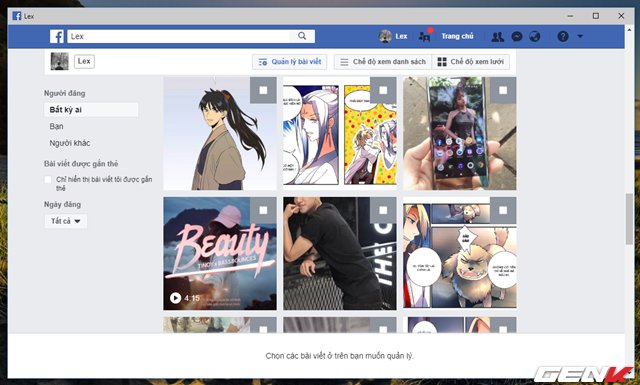 Lex
Lex
Lex
Trang chủ
Lex
Quản lý bài viết
Chế độ xem danh sách
Chế độ xem lưới
Người đăng
Bất kỳ ai
Bạn
Người khác
Bài viết được gắn thẻ
Chỉ hiển thị bài viết tôi được gắn
thẻ
Ngày đăng
Tất cả
Beauty
4:15
Chọn các bài viết ở trên bạn muốn quản lý.
GENK